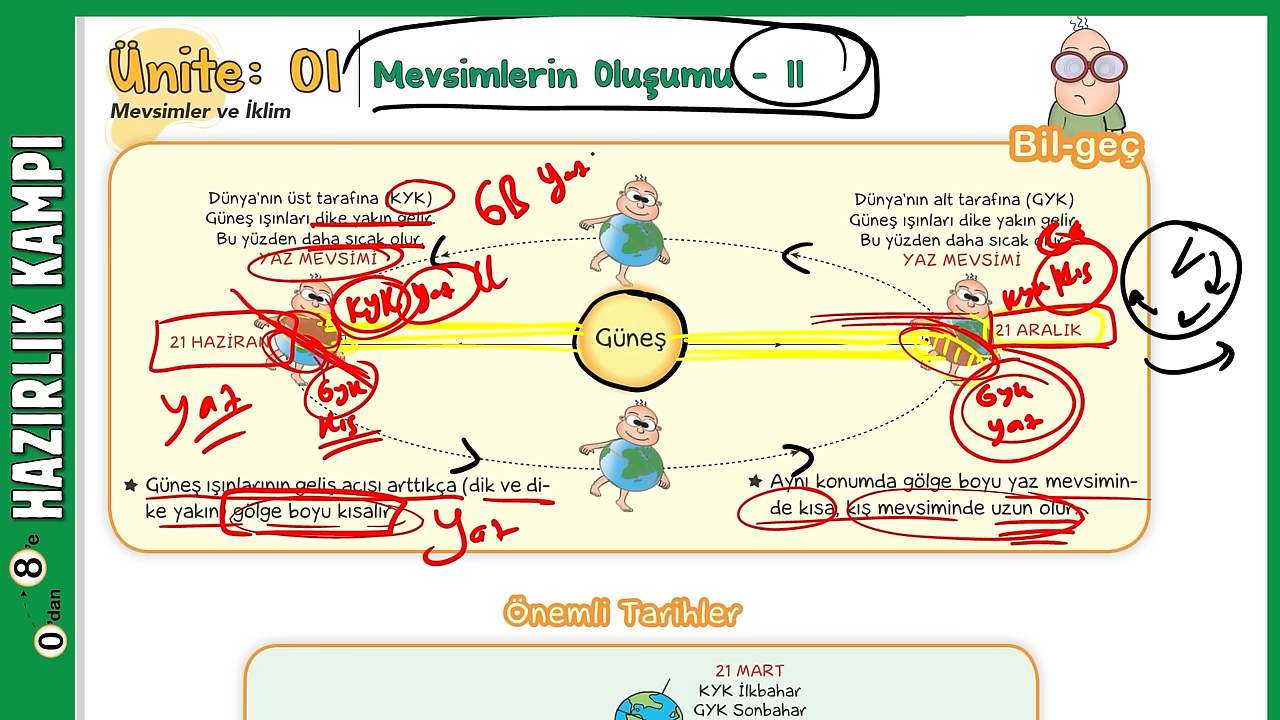 HAZIRLIK KAMPI
0'dan 8'e
Ünite: 01
Mevsimler ve İklim
Mevsimlerin Oluşumu - II
Bil-geç
Dünya'nın üst tarafına (KYK)
Güneş ışınları dike yakın gelir.
Bu yüzden daha sıcak olur.
YAZ MEVSİMİ
GB yaz
KYK yaz
21 HAZİRAN
GYK
Kış
yaz
Güneş
Dünya'nın alt tarafına (GYK)
Güneş ışınları dike yakın gelir.
Bu yüzden daha sıcak olur.
YAZ MEVSİMİ
KYK Kış
21 ARALIK
GYK
yaz
Güneş ışınlarının geliş açısı arttıkça (dik ve di-
ke yakın) gölge boyu kısalır.
yaz
Aynı konumda gölge boyu yaz mevsimin-
de kısa, kış mevsiminde uzun olur.
Önemli Tarihler
21 MART
KYK İlkbahar
GYK Sonbahar